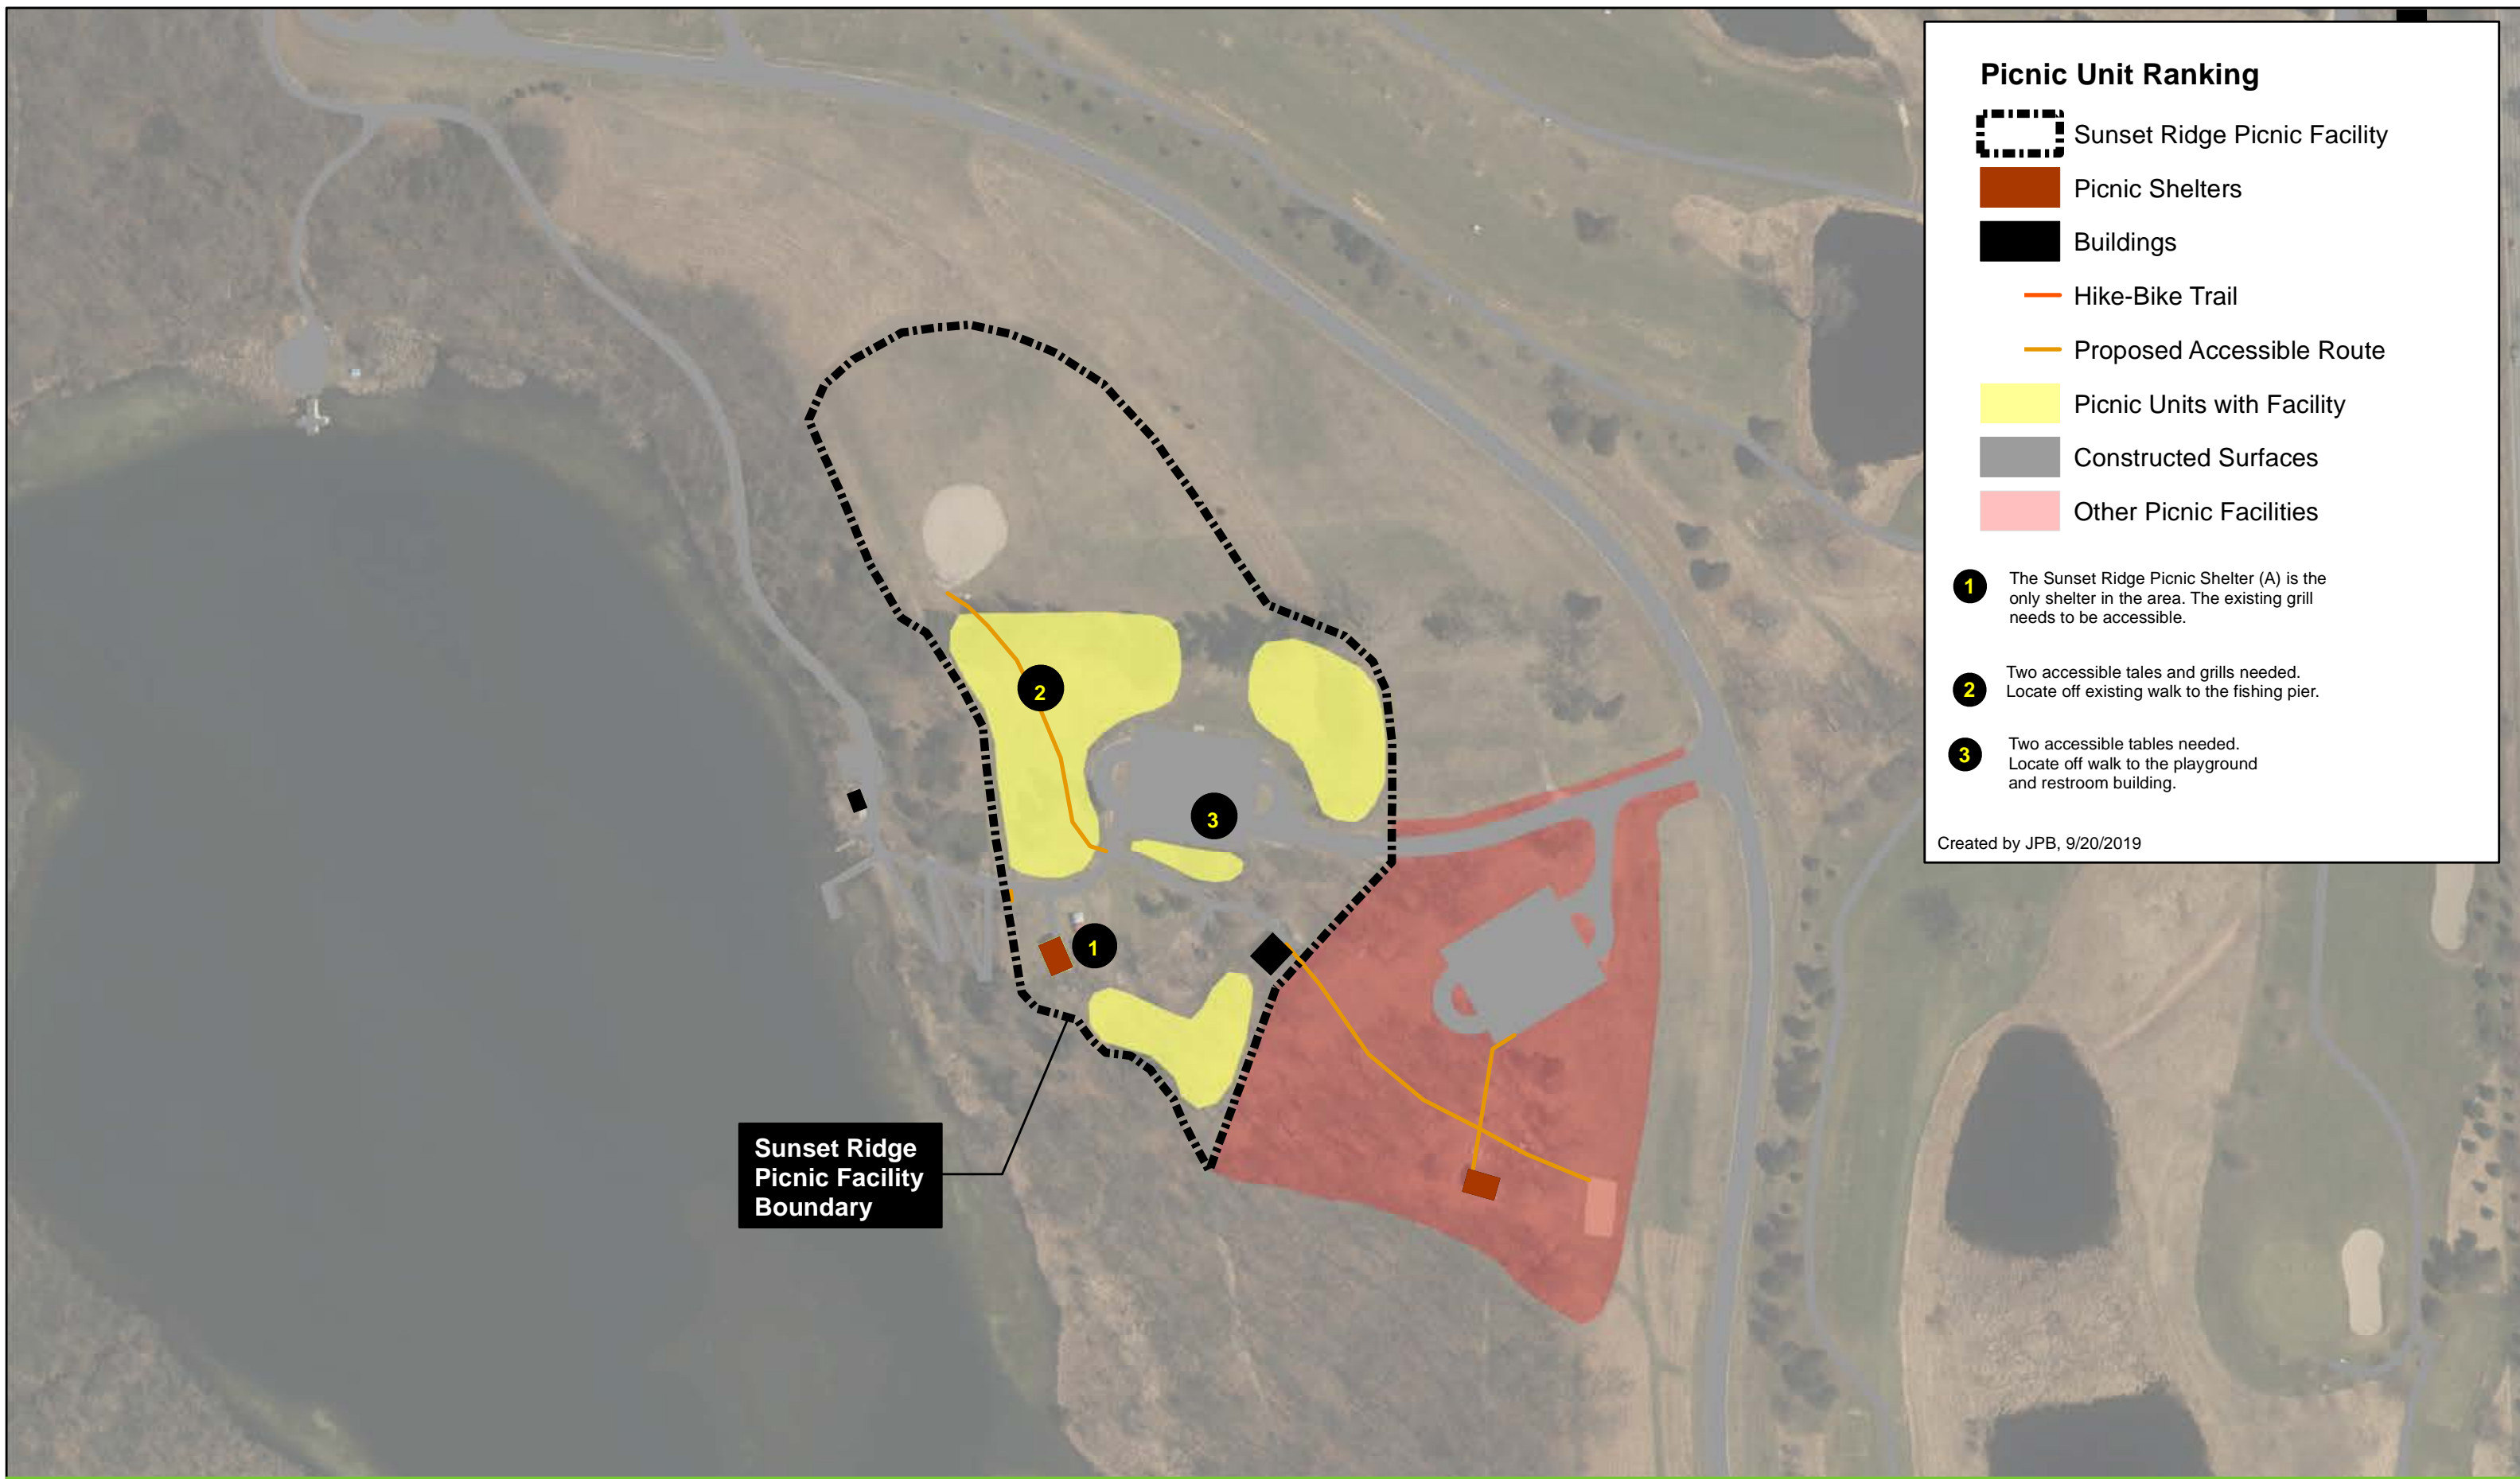 Picnic Unit Ranking
Sunset Ridge Picnic Facility
Picnic Shelters
Buildings
Hike-Bike Trail
Proposed Accessible Route
Picnic Units with Facility
Constructed Surfaces
Other Picnic Facilities
1
The Sunset Ridge Picnic Shelter (A) is the
only shelter in the area. The existing grill
needs to be accessible.
2
Two accessible tales and grills needed.
Locate off existing walk to the fishing pier.
3
Two accessible tables needed.
Locate off walk to the playground
and restroom building.
Created by JPB, 9/20/2019
2
3
1
Sunset Ridge
Picnic Facility
Boundary